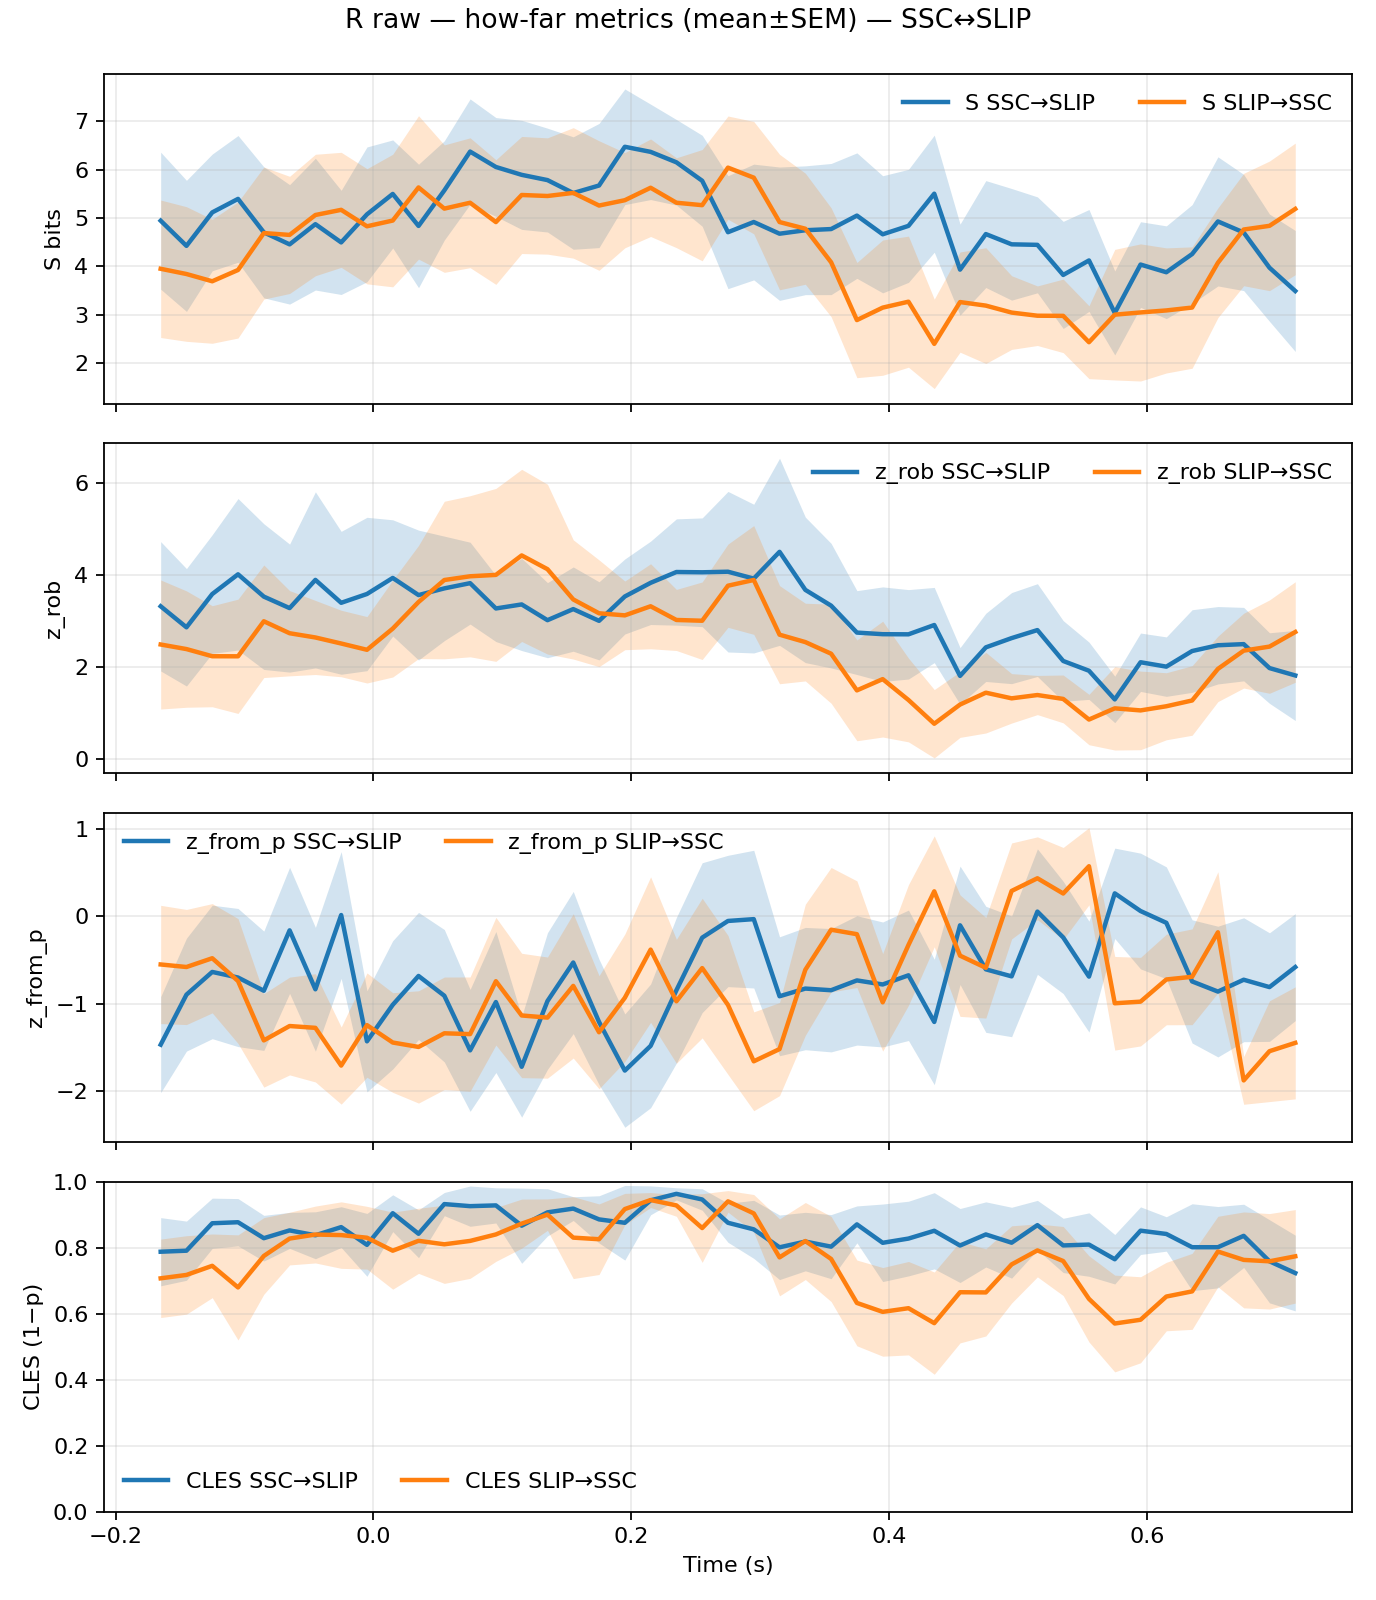 R raw — how-far metrics (mean±SEM) — SSC↔SLIP
S SSC→SLIP
S SLIP→SSC
7
6
5
4
3
2
S bits
z_rob SSC→SLIP
z_rob SLIP→SSC
6
4
2
0
z_rob
z_from_p SSC→SLIP
z_from_p SLIP→SSC
1
0
−1
−2
z_from_p
1.0
0.8
0.6
0.4
0.2
0.0
CLES (1−p)
CLES SSC→SLIP
CLES SLIP→SSC
−0.2
0.0
0.2
0.4
0.6
Time (s)